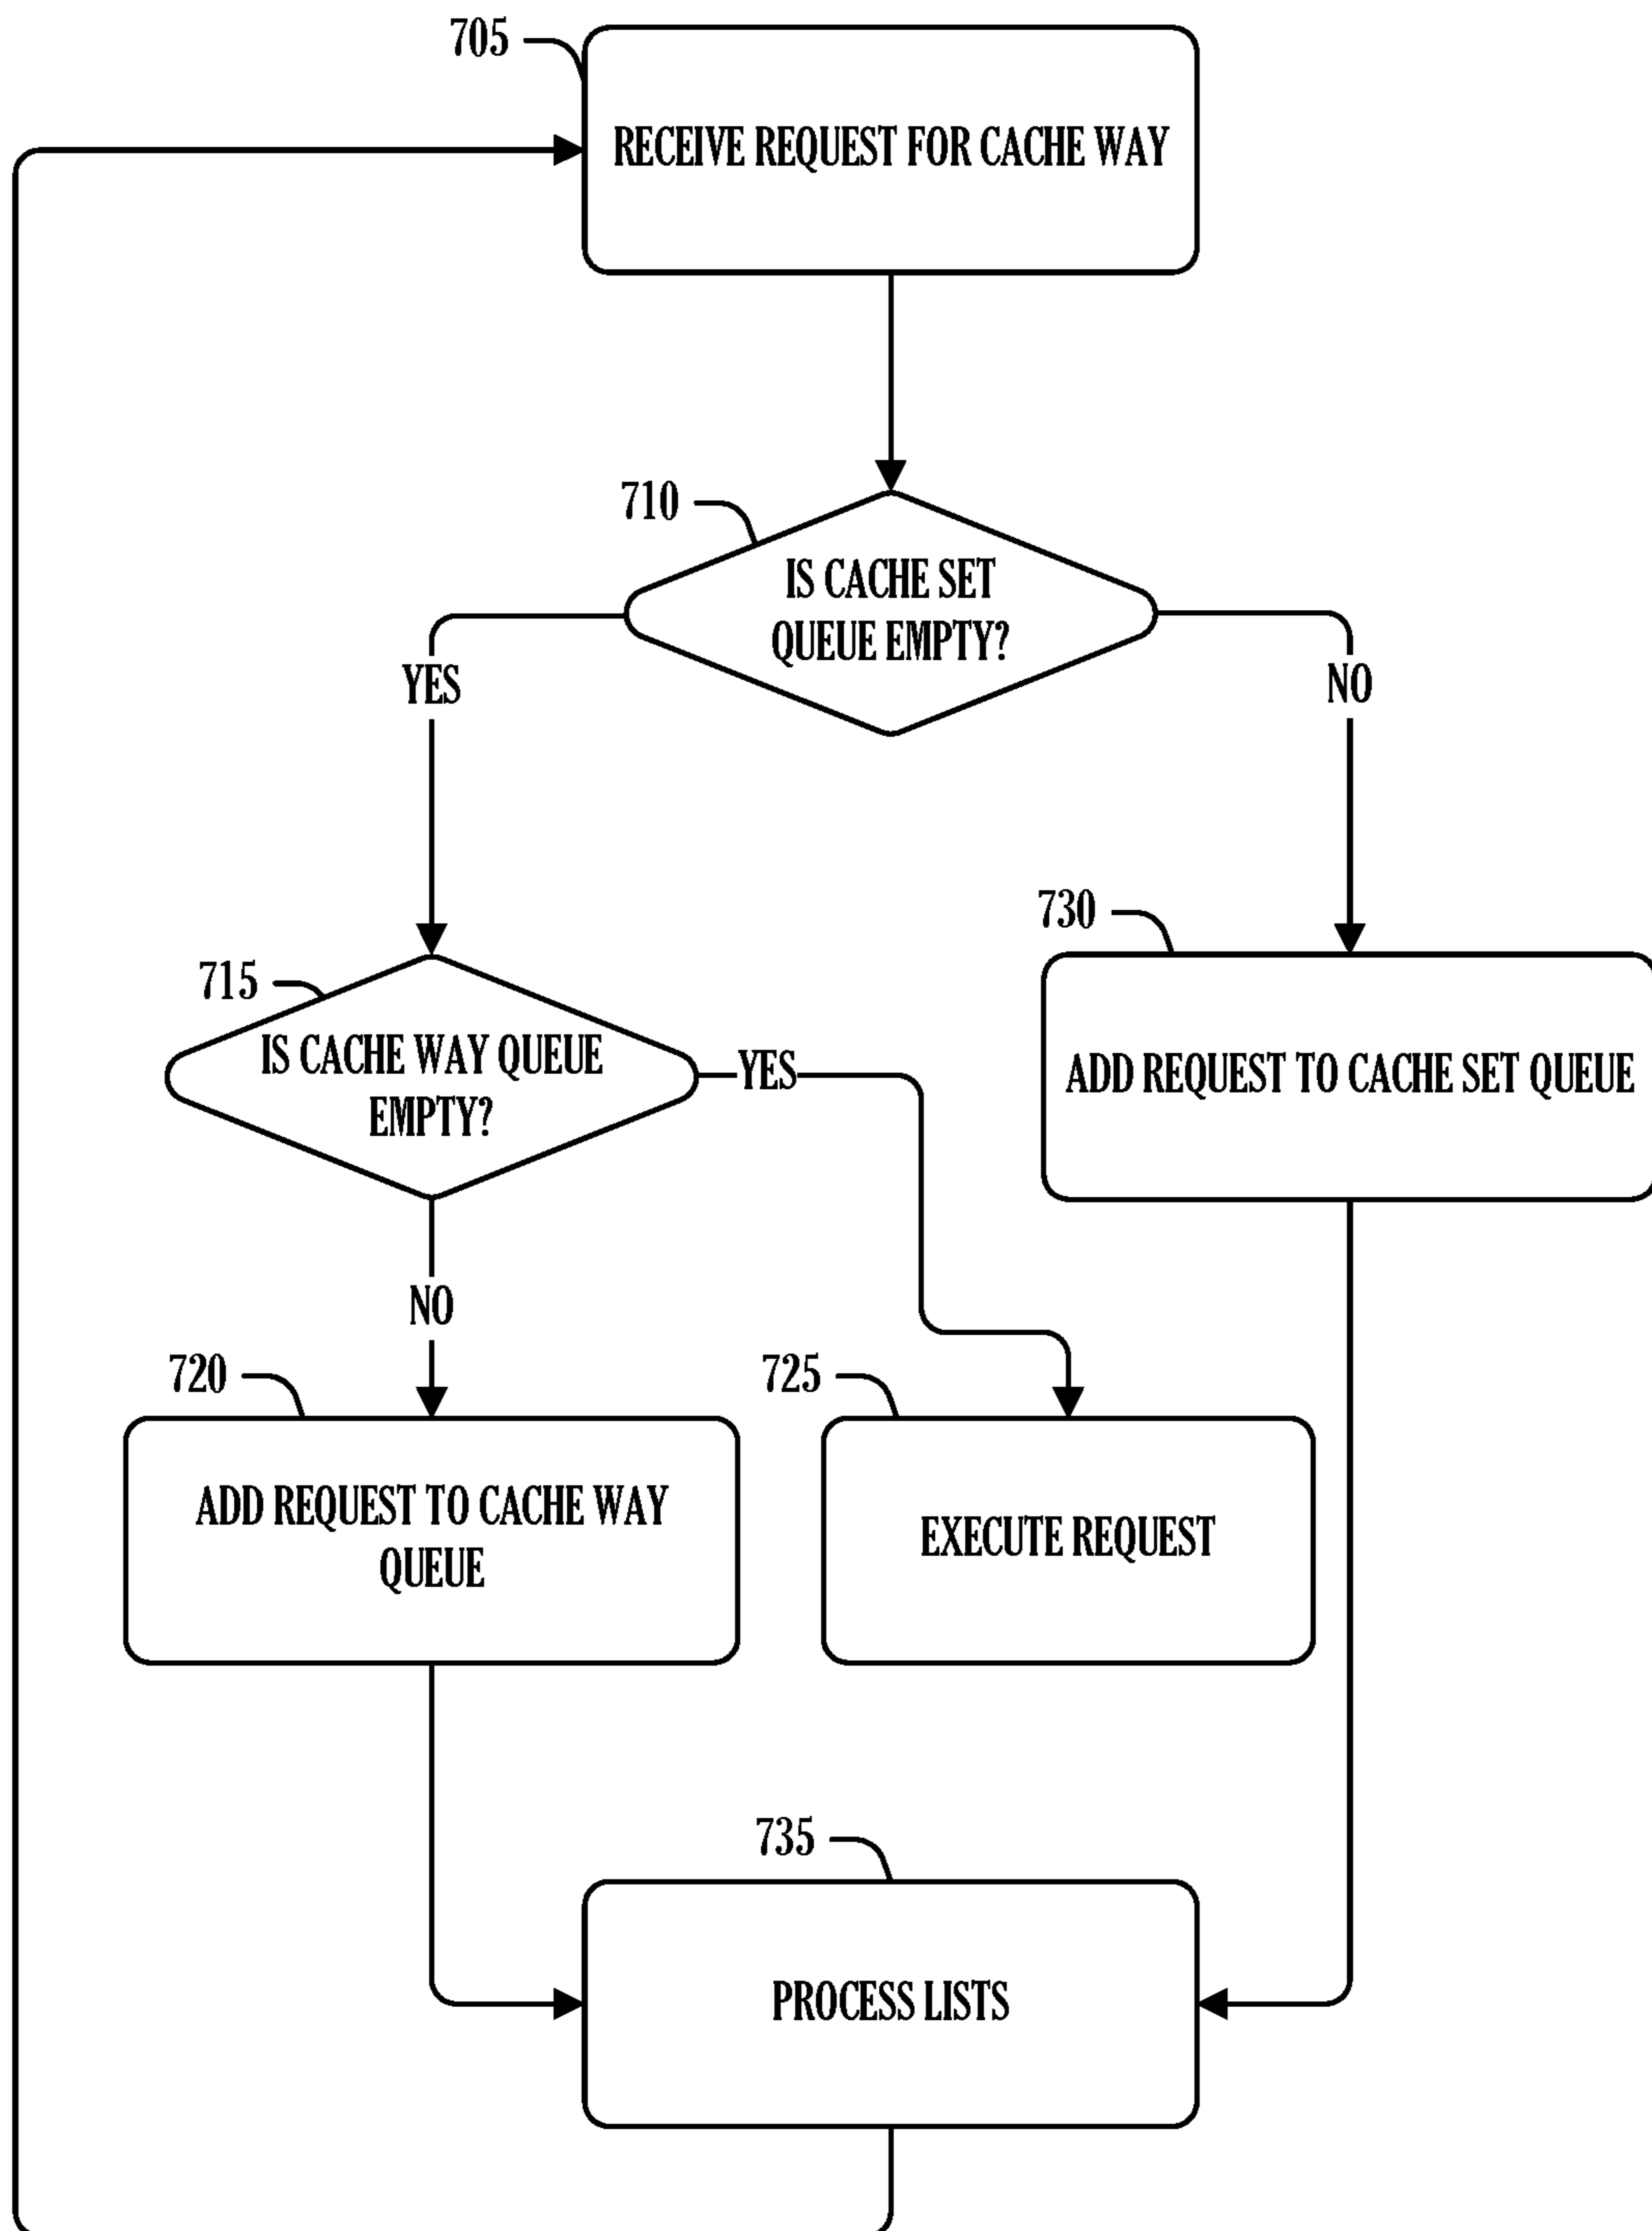 705
RECEIVE REQUEST FOR CACHE WAY
710
IS CACHE SET
QUEUE EMPTY?
YES
NO
715
IS CACHE WAY QUEUE
EMPTY?
YES
730
ADD REQUEST TO CACHE SET QUEUE
NO
720
ADD REQUEST TO CACHE WAY
QUEUE
725
EXECUTE REQUEST
735
PROCESS LISTS